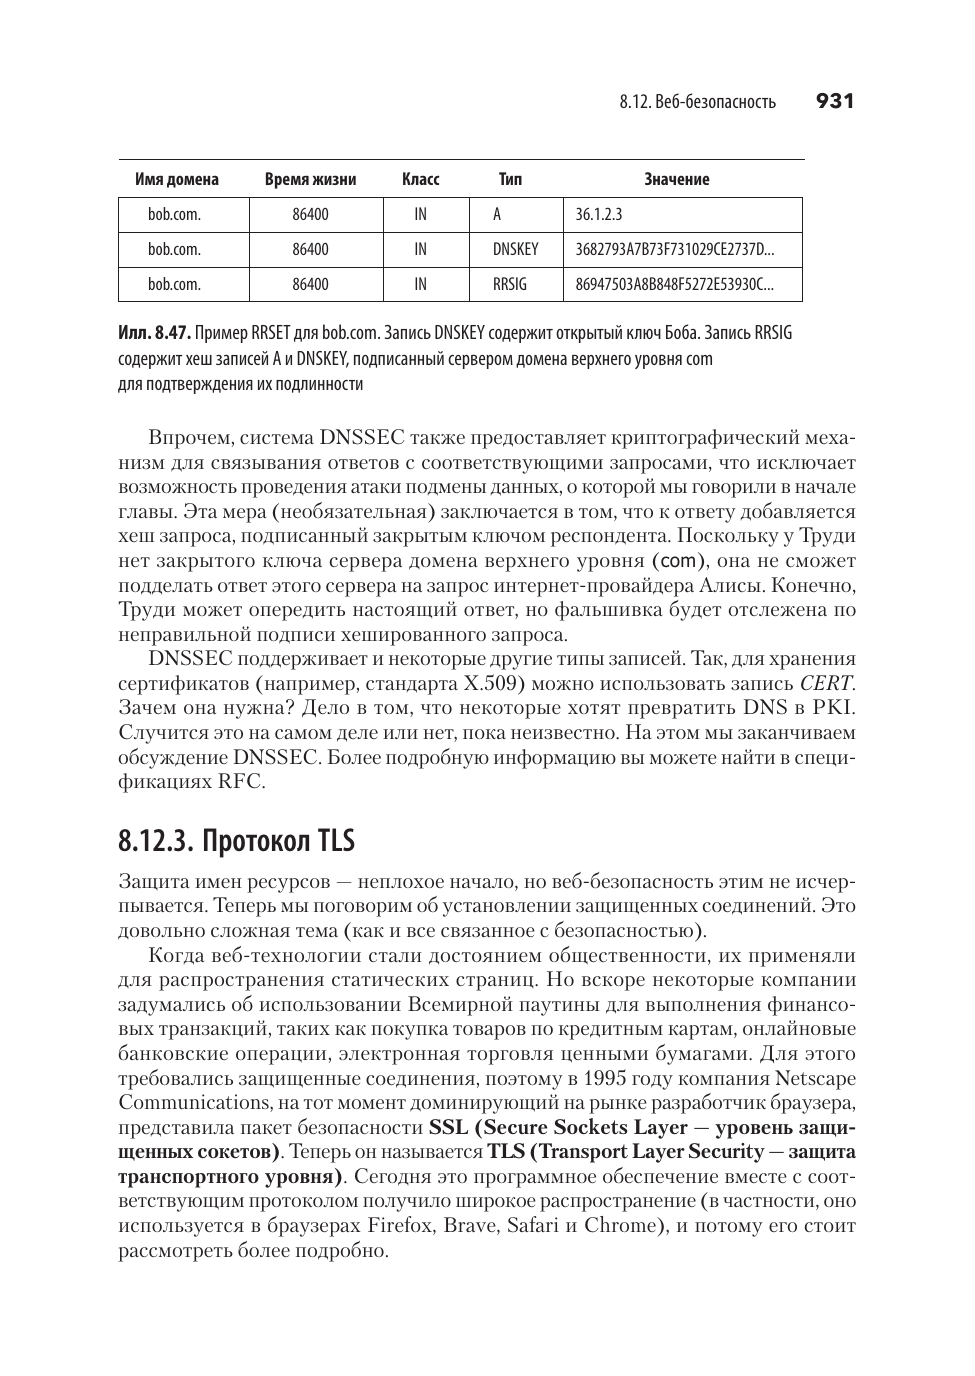 8.12. Веб-безопасность 931
Имя домена Время жизни Класс Тип Значение
bob.com. 86400 IN A 36.1.2.3
bob.com. 86400 IN DNSKEY 3682793A7B73F731029CE2737D...
bob.com. 86400 IN RRSIG 86947503A8B848F5272E53930C...
Илл. 8.47. Пример RRSET для bob.com. Запись DNSKEY содержит открытый ключ Боба. Запись RRSIG
содержит хеш записей A и DNSKEY, подписанный сервером домена верхнего уровня com
для подтверждения их подлинности
Впрочем, система DNSSEC также предоставляет криптографический меха-
низм для связывания ответов с соответствующими запросами, что исключает
возможность проведения атаки подмены данных, о которой мы говорили в начале
главы. Эта мера (необязательная) заключается в том, что к ответу добавляется
хеш запроса, подписанный закрытым ключом респондента. Поскольку у Труди
нет закрытого ключа сервера домена верхнего уровня (com), она не сможет
подделать ответ этого сервера на запрос интернет-провайдера Алисы. Конечно,
Труди может опередить настоящий ответ, но фальшивка будет отслежена по
неправильной подписи хешированного запроса.
DNSSEC поддерживает и некоторые другие типы записей. Так, для хранения
сертификатов (например, стандарта X.509) можно использовать запись CERT.
Зачем она нужна? Дело в том, что некоторые хотят превратить DNS в PKI.
Случится это на самом деле или нет, пока неизвестно. На этом мы заканчиваем
обсуждение DNSSEC. Более подробную информацию вы можете найти в специ-
фикациях RFC.
8.12.3. Протокол TLS
Защита имен ресурсов — неплохое начало, но веб-безопасность этим не исчер-
пывается. Теперь мы поговорим об установлении защищенных соединений. Это
довольно сложная тема (как и все связанное с безопасностью).
Когда веб-технологии стали достоянием общественности, их применяли
для распространения статических страниц. Но вскоре некоторые компании
задумались об использовании Всемирной паутины для выполнения финансо-
вых транзакций, таких как покупка товаров по кредитным картам, онлайновые
банковские операции, электронная торговля ценными бумагами. Для этого
требовались защищенные соединения, поэтому в 1995 году компания Netscape
Communications, на тот момент доминирующий на рынке разработчик браузера,
представила пакет безопасности SSL (Secure Sockets Layer — уровень защи-
щенных сокетов). Теперь он называется TLS (Transport Layer Security — защита
транспортного уровня). Сегодня это программное обеспечение вместе с соот-
ветствующим протоколом получило широкое распространение (в частности, оно
используется в браузерах Firefox, Brave, Safari и Chrome), и потому его стоит
рассмотреть более подробно.